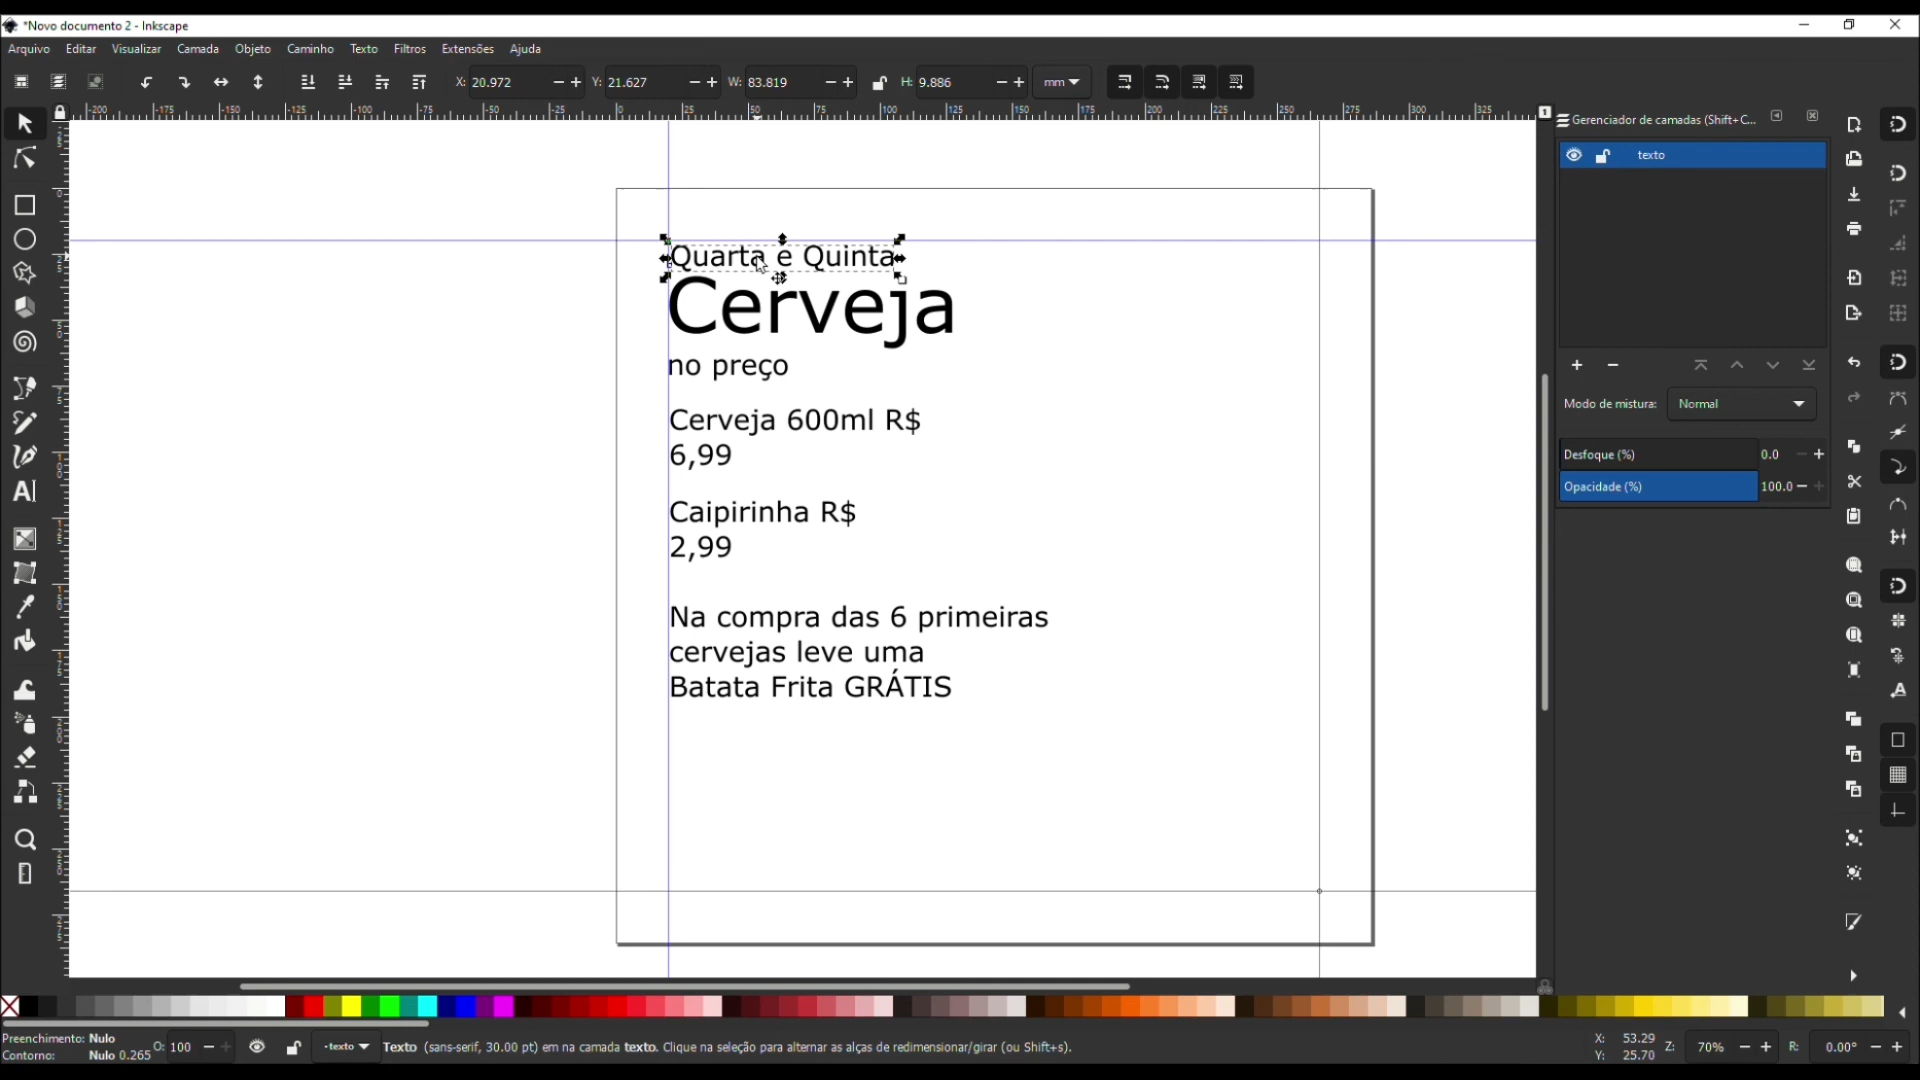 *Novo documento 2 - Inkscape
Arquivo Editar Visualizar Camada Objeto Caminho Texto Filtros Extensões Ajuda
X: 20.972 Y: 21.627 W: 83.819 H: 9.886 mm
Gerenciador de camadas (Shift+C...
texto
Quarta e Quinta
Cerveja
no preço
Cerveja 600ml R$
6,99
Caipirinha R$
2,99
Na compra das 6 primeiras
cervejas leve uma
Batata Frita GRÁTIS
Modo de mistura: Normal
Desfoque (%) 0.0
Opacidade (%) 100.0
Preenchimento: Nulo
Contorno: Nulo 0.265
O: 100
•texto
Texto (sans-serif, 30.00 pt) em na camada texto. Clique na seleção para alternar as alças de redimensionar/girar (ou Shift+s).
X: 53.29
Y: 25.70
Z: 70%
R: 0.00°